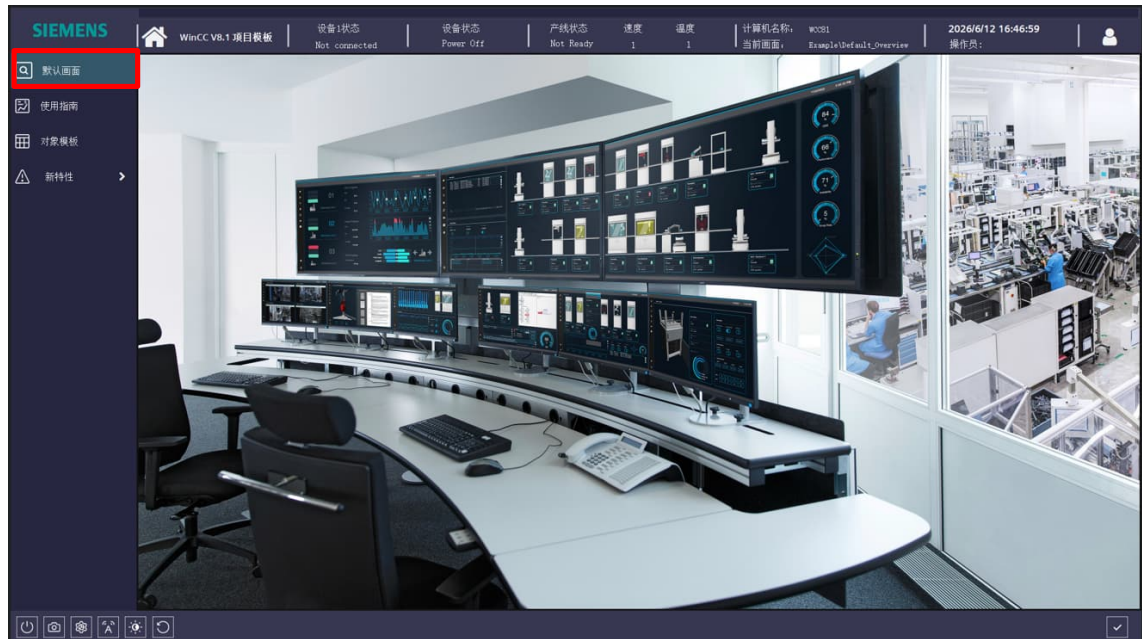 SIEMENS
WinCC V8.1 项目模板
设备1状态
Not connected
设备状态
Power Off
产线状态
Not Ready
速度
1
温度
1
计算机名称: WCC81
当前画面: Example\Default_Overview
2026/6/12 16:46:59
操作员:
默认画面
使用指南
对象模板
新特性